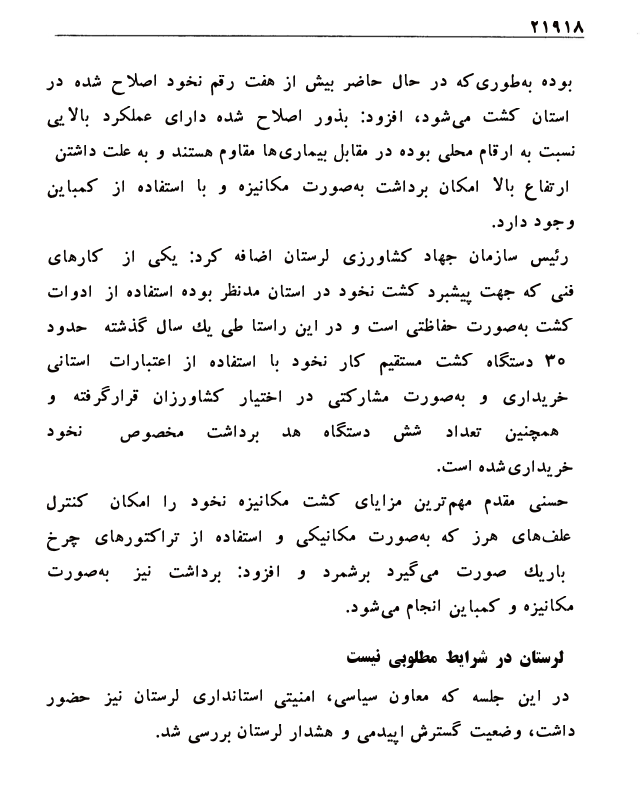 ۲۱۹۱۸
بوده به‌طوری‌که در حال حاضر بیش از هفت رقم نخود اصلاح شده در
استان کشت می‌شود، افزود: بذور اصلاح شده دارای عملکرد بالایی
نسبت به ارقام محلی بوده در مقابل بیماری‌ها مقاوم هستند و به علت داشتن
ارتفاع بالا امکان برداشت به‌صورت مکانیزه و با استفاده از کمباین
وجود دارد.
رئیس سازمان جهاد کشاورزی لرستان اضافه کرد: یکی از کارهای
فنی که جهت پیشبرد کشت نخود در استان مدنظر بوده استفاده از ادوات
کشت به‌صورت حفاظتی است و در این راستا طی یك سال گذشته حدود
۳۰ دستگاه کشت مستقیم کار نخود با استفاده از اعتبارات استانی
خریداری و به‌صورت مشارکتی در اختیار کشاورزان قرارگرفته و
همچنین تعداد شش دستگاه هد برداشت مخصوص نخود
خریداری‌شده است.
حسنی مقدم مهم‌ترین مزایای کشت مکانیزه نخود را امکان کنترل
علف‌های هرز که به‌صورت مکانیکی و استفاده از تراکتورهای چرخ
باریك صورت می‌گیرد برشمرد و افزود: برداشت نیز به‌صورت
مکانیزه و کمباین انجام می‌شود.
لرستان در شرایط مطلوبی نیست
در این جلسه که معاون سیاسی، امنیتی استانداری لرستان نیز حضور
داشت، وضعیت گسترش اپیدمی و هشدار لرستان بررسی شد.